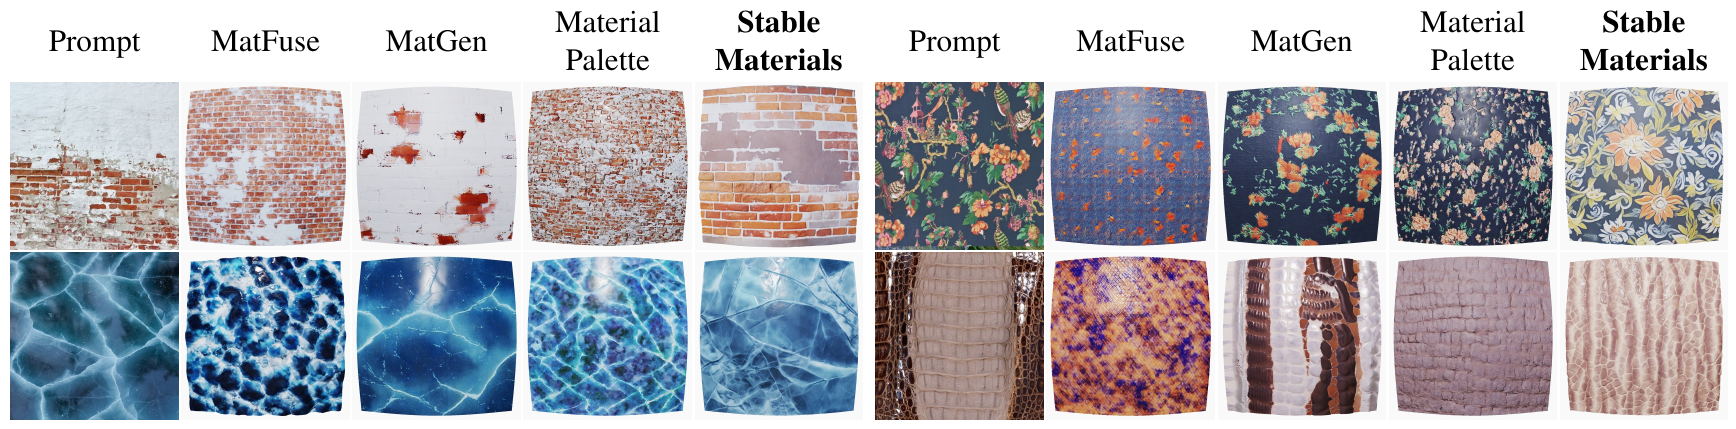 Prompt
MatFuse
MatGen
Material
Palette
Stable
Materials
Prompt
MatFuse
MatGen
Material
Palette
Stable
Materials